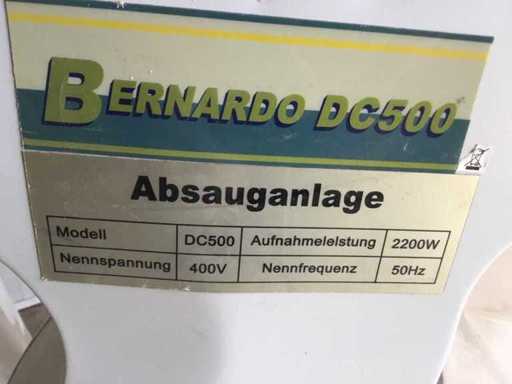 BERNARDO DC500
Absauganlage
Modell DC500 Aufnahmeleistung 2200W
Nennspannung 400V Nennfrequenz 50Hz